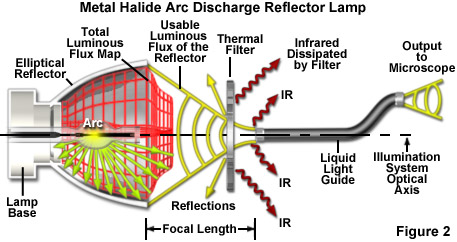 Metal Halide Arc Discharge Reflector Lamp
Total
Luminous
Flux Map
Usable
Luminous
Flux of the
Reflector
Thermal
Filter
Infrared
Dissipated
by Filter
Output
to
Microscope
Elliptical
Reflector
IR
IR
Arc
IR
IR
Lamp
Base
Reflections
Focal Length
Liquid
Light
Guide
Illumination
System
Optical
Axis
Figure 2